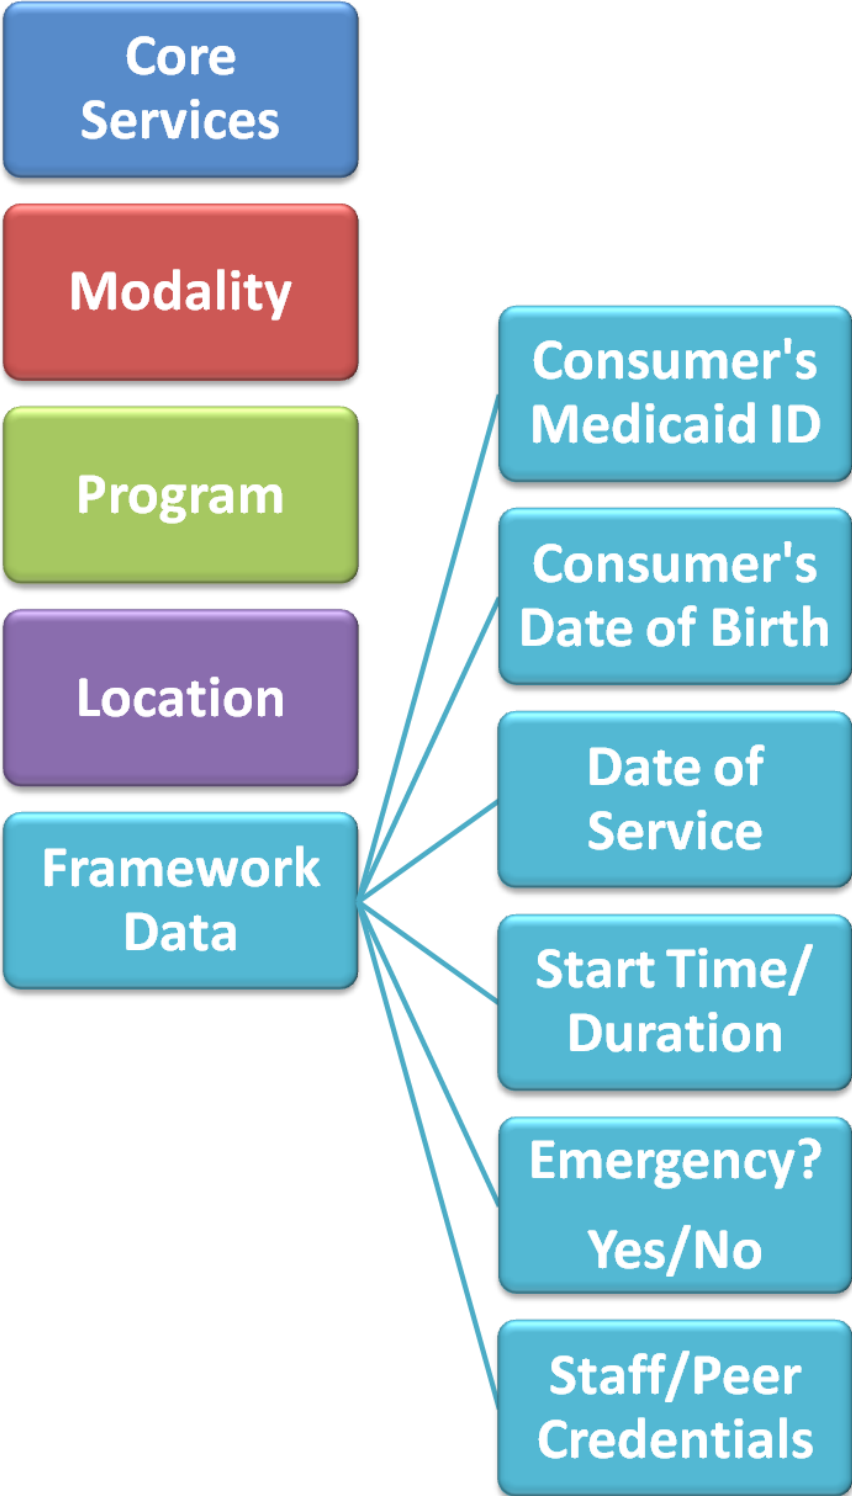 Core
Services
Modality
Program
Location
Framework
Data
Consumer's
Medicaid ID
Consumer's
Date of Birth
Date of
Service
Start Time/
Duration
Emergency?
Yes/No
Staff/Peer
Credentials